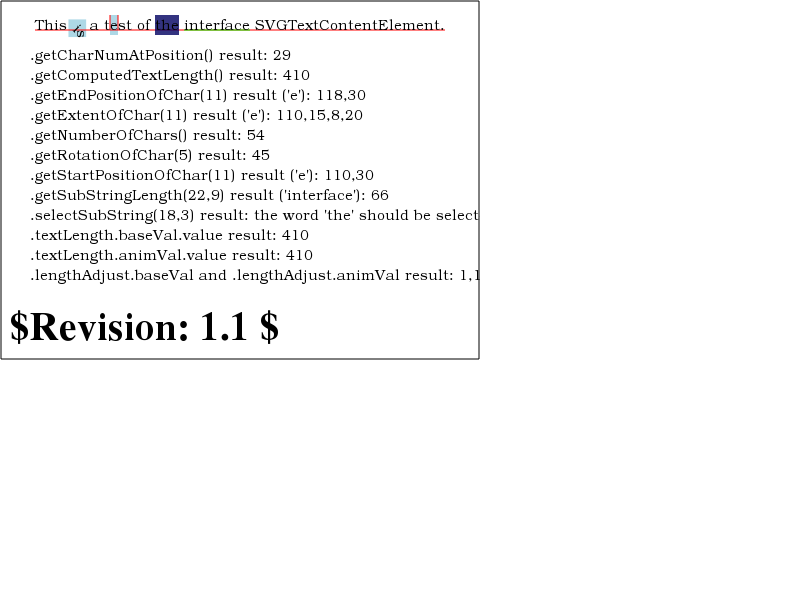 This is a test of the interface SVGTextContentElement.
.getCharNumAtPosition() result: 29
.getComputedTextLength() result: 410
.getEndPositionOfChar(11) result ('e'): 118,30
.getExtentOfChar(11) result ('e'): 110,15,8,20
.getNumberOfChars() result: 54
.getRotationOfChar(5) result: 45
.getStartPositionOfChar(11) result ('e'): 110,30
.getSubStringLength(22,9) result ('interface'): 66
.selectSubString(18,3) result: the word 'the' should be select
.textLength.baseVal.value result: 410
.textLength.animVal.value result: 410
.lengthAdjust.baseVal and .lengthAdjust.animVal result: 1,1
$Revision: 1.1 $